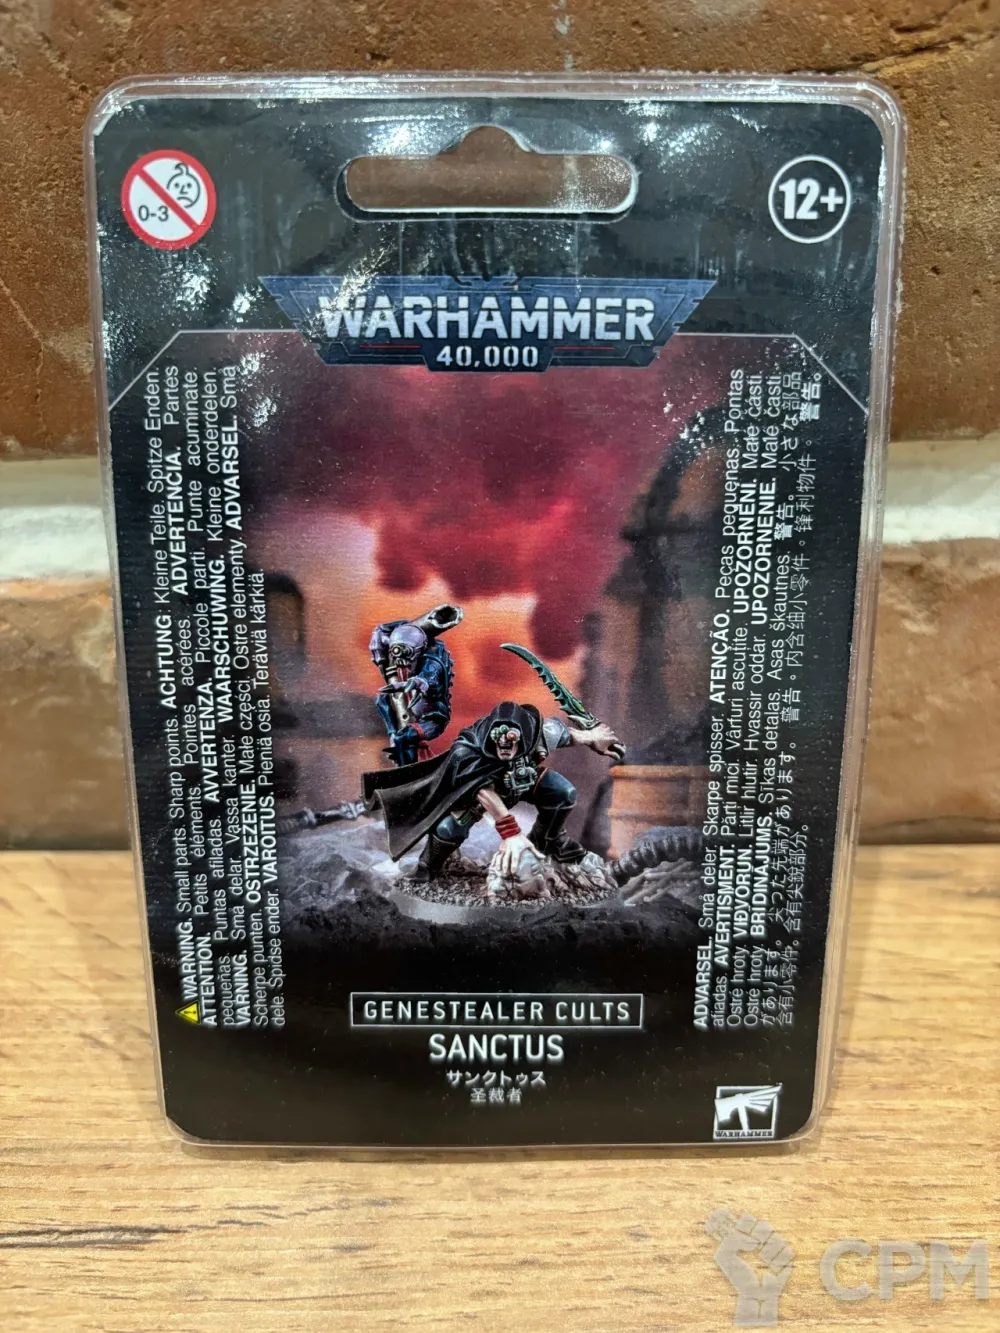 0-3
12+
WARHAMMER
40,000
WARNING. Small parts. Sharp points. ACHTUNG: Kleine Teile. Spitze Enden.
ATTENTION. Petits éléments. Pointes acérées. ADVERTENCIA. Partes
pequeñas. Puntas afiladas. AVVERTENZA. Piccole parti. Punte acuminate.
VARNING. Små delar. Vassa kanter. WAARSCHUWING. Kleine onderdelen.
Scherpe punten. OSTRZEŻENIE. Małe części. Ostre elementy. ADVARSEL. Små
dele. Spidse ender. VAROITUS. Pieniä osia. Teräviä kärkiä.
ADVARSEL. Små deler. Skarpe spisser. ATENÇÃO. Peças pequenas. Pontas
afiladas. AVERTISMENT. Părți mici. Vârfuri ascuțite. UPOZORNĚNÍ. Malé části.
Ostré hroty. VIÐVÖRUN. Litlir hlutir. Hvassir oddar. UPOZORNENIE. Malé časti.
Ostré hroty. BRĪDINĀJUMS. Sīkas detaļas. Asas šķautnes. 警告。小さな部品
があります。尖った先端があります。警告。内含细小零件。锋利物件。警告。
含有小零件。含有尖銳部分。
GENESTEALER CULTS
SANCTUS
サンクトゥス
圣裁者
WARHAMMER
CPM